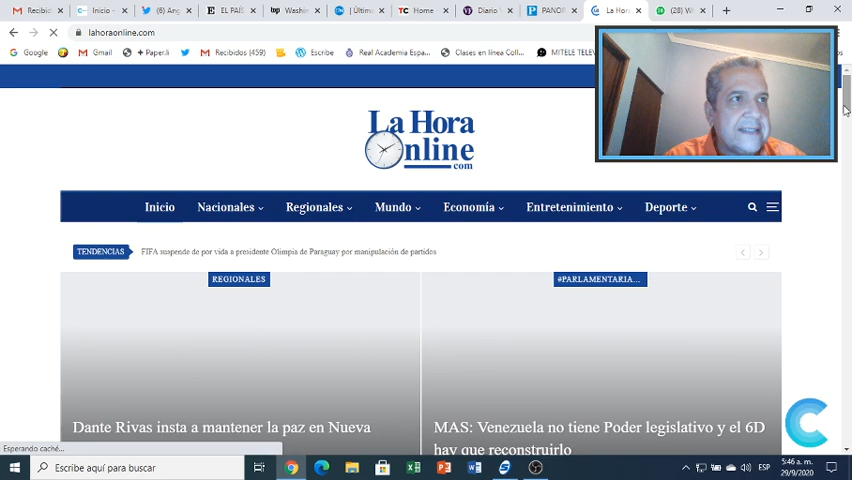 Recibid
Inicio -
(6) Ang
EL PAÍS
Washin
| Últim
Home
Diario V
PANOR
La Hora
(28) W
lahoraonline.com
Google
Gmail
+ Paper.li
Recibidos (459)
Escribe
Real Academia Espa...
Clases en línea Coll...
MITELE TELEV
La Hora
Online
.com
Inicio Nacionales Regionales Mundo Economía Entretenimiento Deporte
TENDENCIAS FIFA suspende de por vida a presidente Olimpia de Paraguay por manipulación de partidos
REGIONALES
#PARLAMENTARIA...
Dante Rivas insta a mantener la paz en Nueva
MAS: Venezuela no tiene Poder legislativo y el 6D
hay que reconstruirlo
Esperando caché...
Escribe aquí para buscar
ESP
5:46 a. m.
29/9/2020